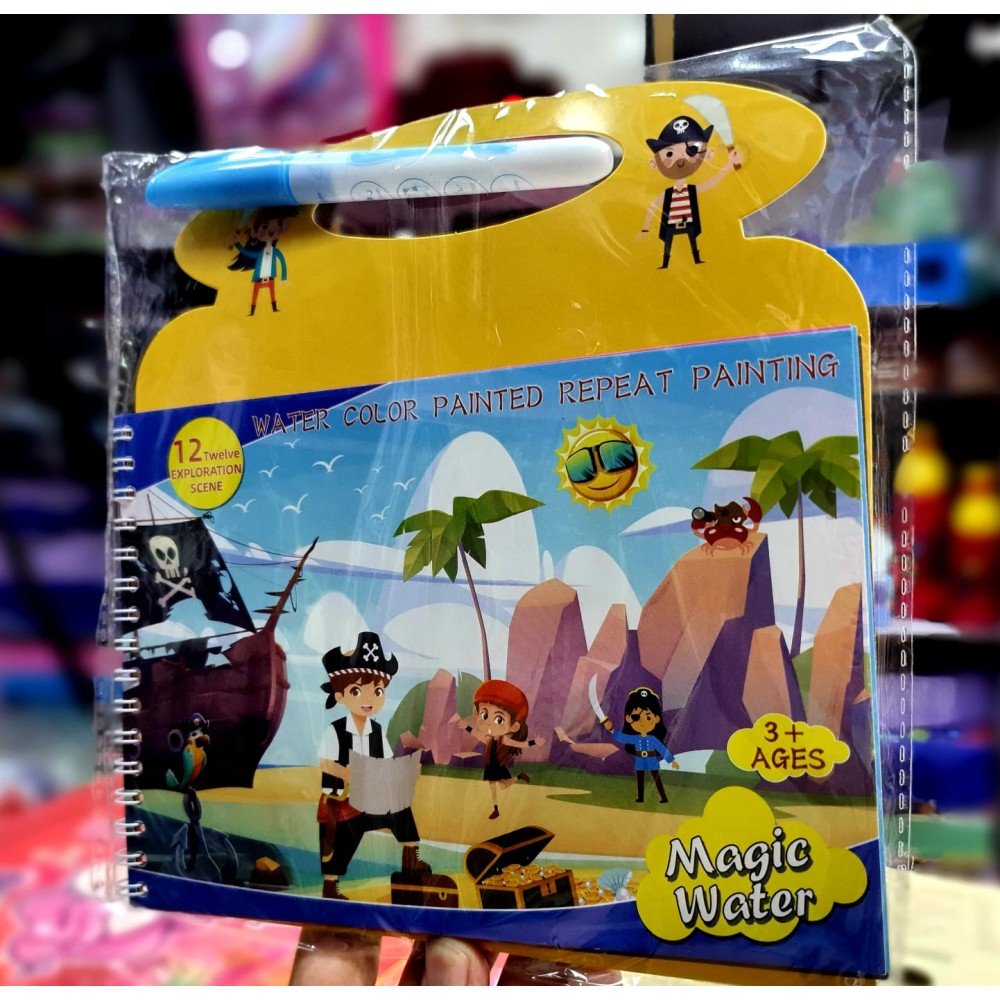 WATER COLOR PAINTED REPEAT PAINTING
12 Twelve
EXPLORATION
SCENE
3+
AGES
Magic
Water